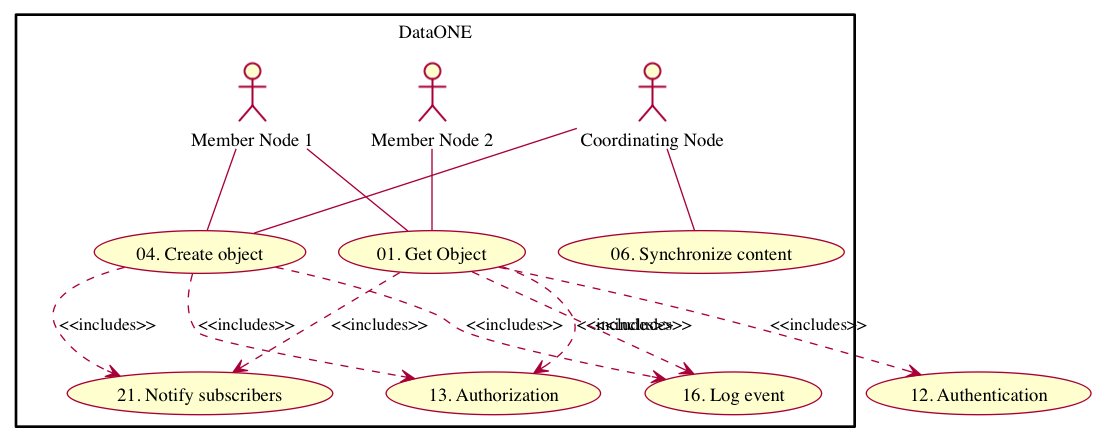 DataONE
Member Node 1
Member Node 2
Coordinating Node
04. Create object
01. Get Object
06. Synchronize content
<<includes>>
<<includes>>
<<includes>>
<<includes>>
<<includes>>
<<includes>>
<<includes>>
21. Notify subscribers
13. Authorization
16. Log event
12. Authentication